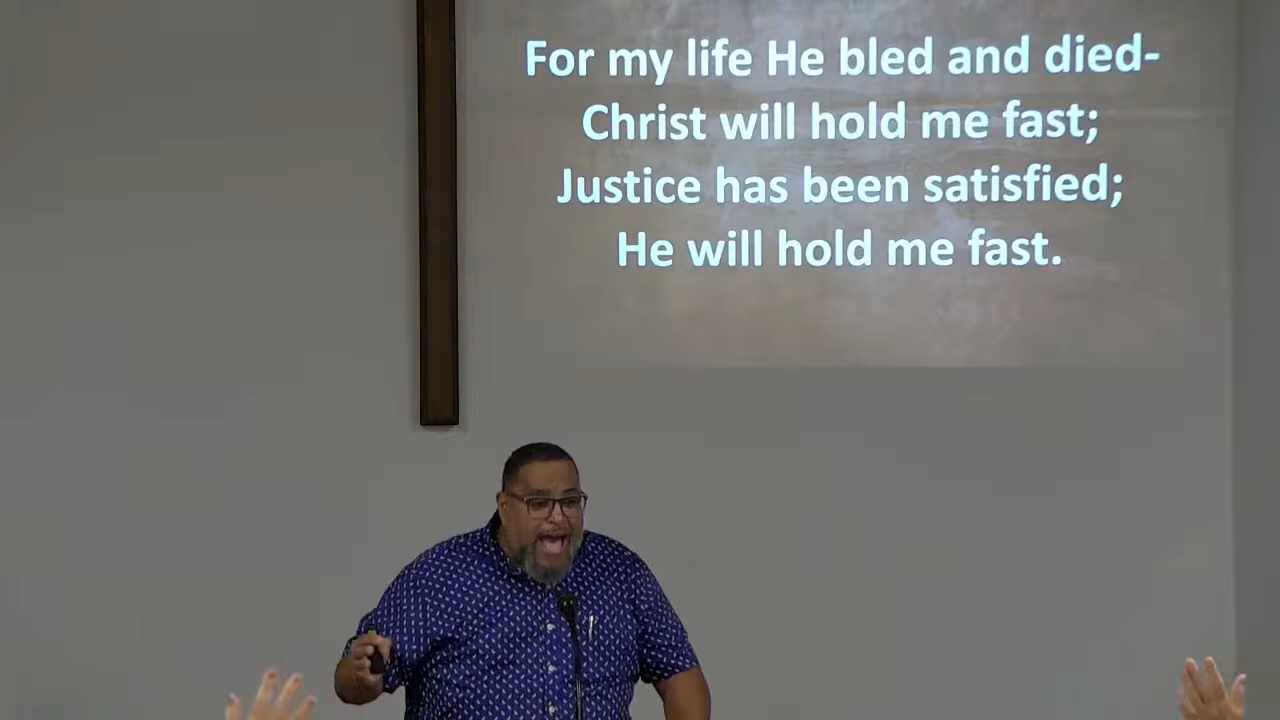 For my life He bled and died-
Christ will hold me fast;
Justice has been satisfied;
He will hold me fast.